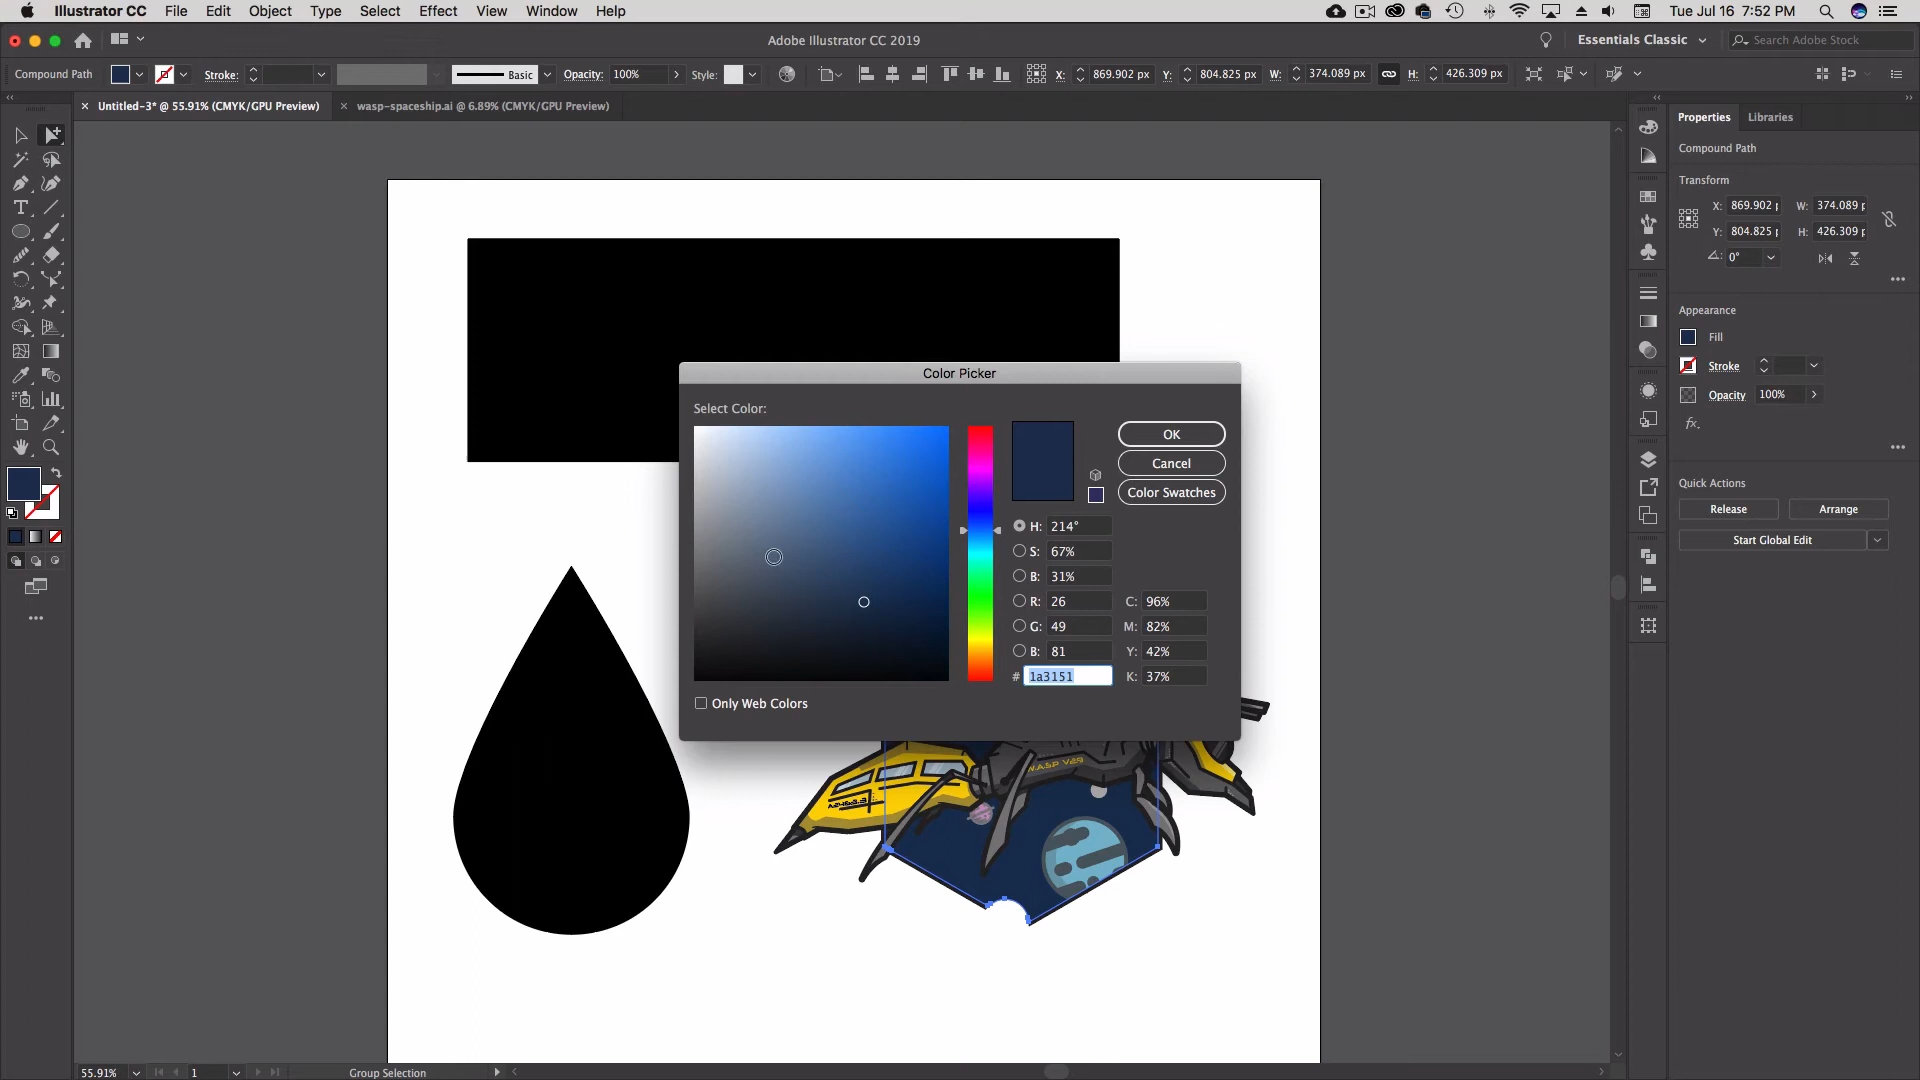 Illustrator CC File Edit Object Type Select Effect View Window Help Tue Jul 16 7:52 PM
Adobe Illustrator CC 2019 Essentials Classic Search Adobe Stock
Compound Path Stroke: Basic Opacity: 100% Style: X: 869.902 px Y: 804.825 px W: 374.089 px H: 426.309 px
× Untitled-3* @ 55.91% (CMYK/GPU Preview) × wasp-spaceship.ai @ 6.89% (CMYK/GPU Preview)
Properties Libraries
Compound Path
Transform
X: 869.902 W: 374.089
Y: 804.825 H: 426.309
0°
Appearance
Fill
Stroke
Opacity 100%
fx.
Quick Actions
Release Arrange
Start Global Edit
Color Picker
Select Color:
OK
Cancel
Color Swatches
H: 214°
S: 67%
B: 31%
R: 26 C: 96%
G: 49 M: 82%
B: 81 Y: 42%
# 1a3151 K: 37%
Only Web Colors
W.A.S.P V29
55.91% 1 Group Selection